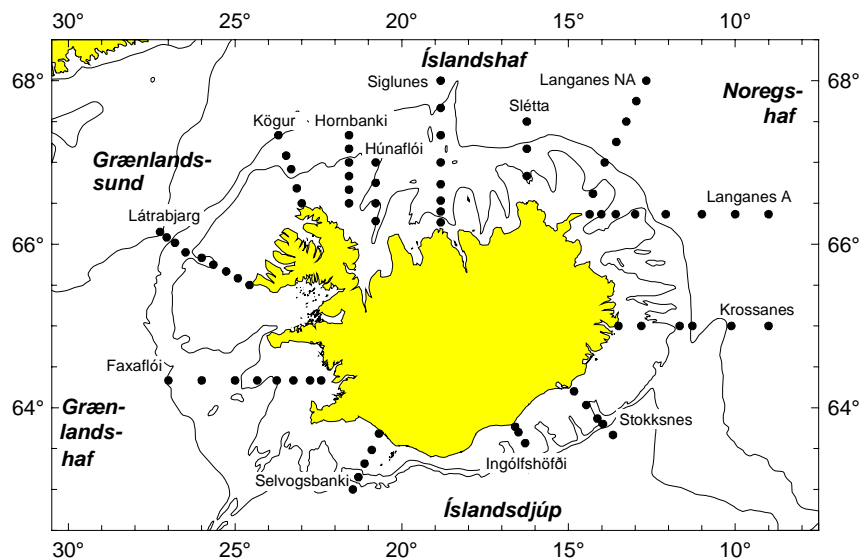 30° 25° 20° 15° 10°
Íslandshaf
68° Siglunes Langanes NA 68°
Noregs-
haf
Slétta
Kögur Hornbanki
Húnaflói
Grænlands-
sund
Langanes A
Látrabjarg
66° 66°
Krossanes
Faxaflói
64° 64°
Græn-
lands-
haf
Stokksnes
Ingólfshöfði
Selvogsbanki
Íslandsdjúp
30° 25° 20° 15° 10°